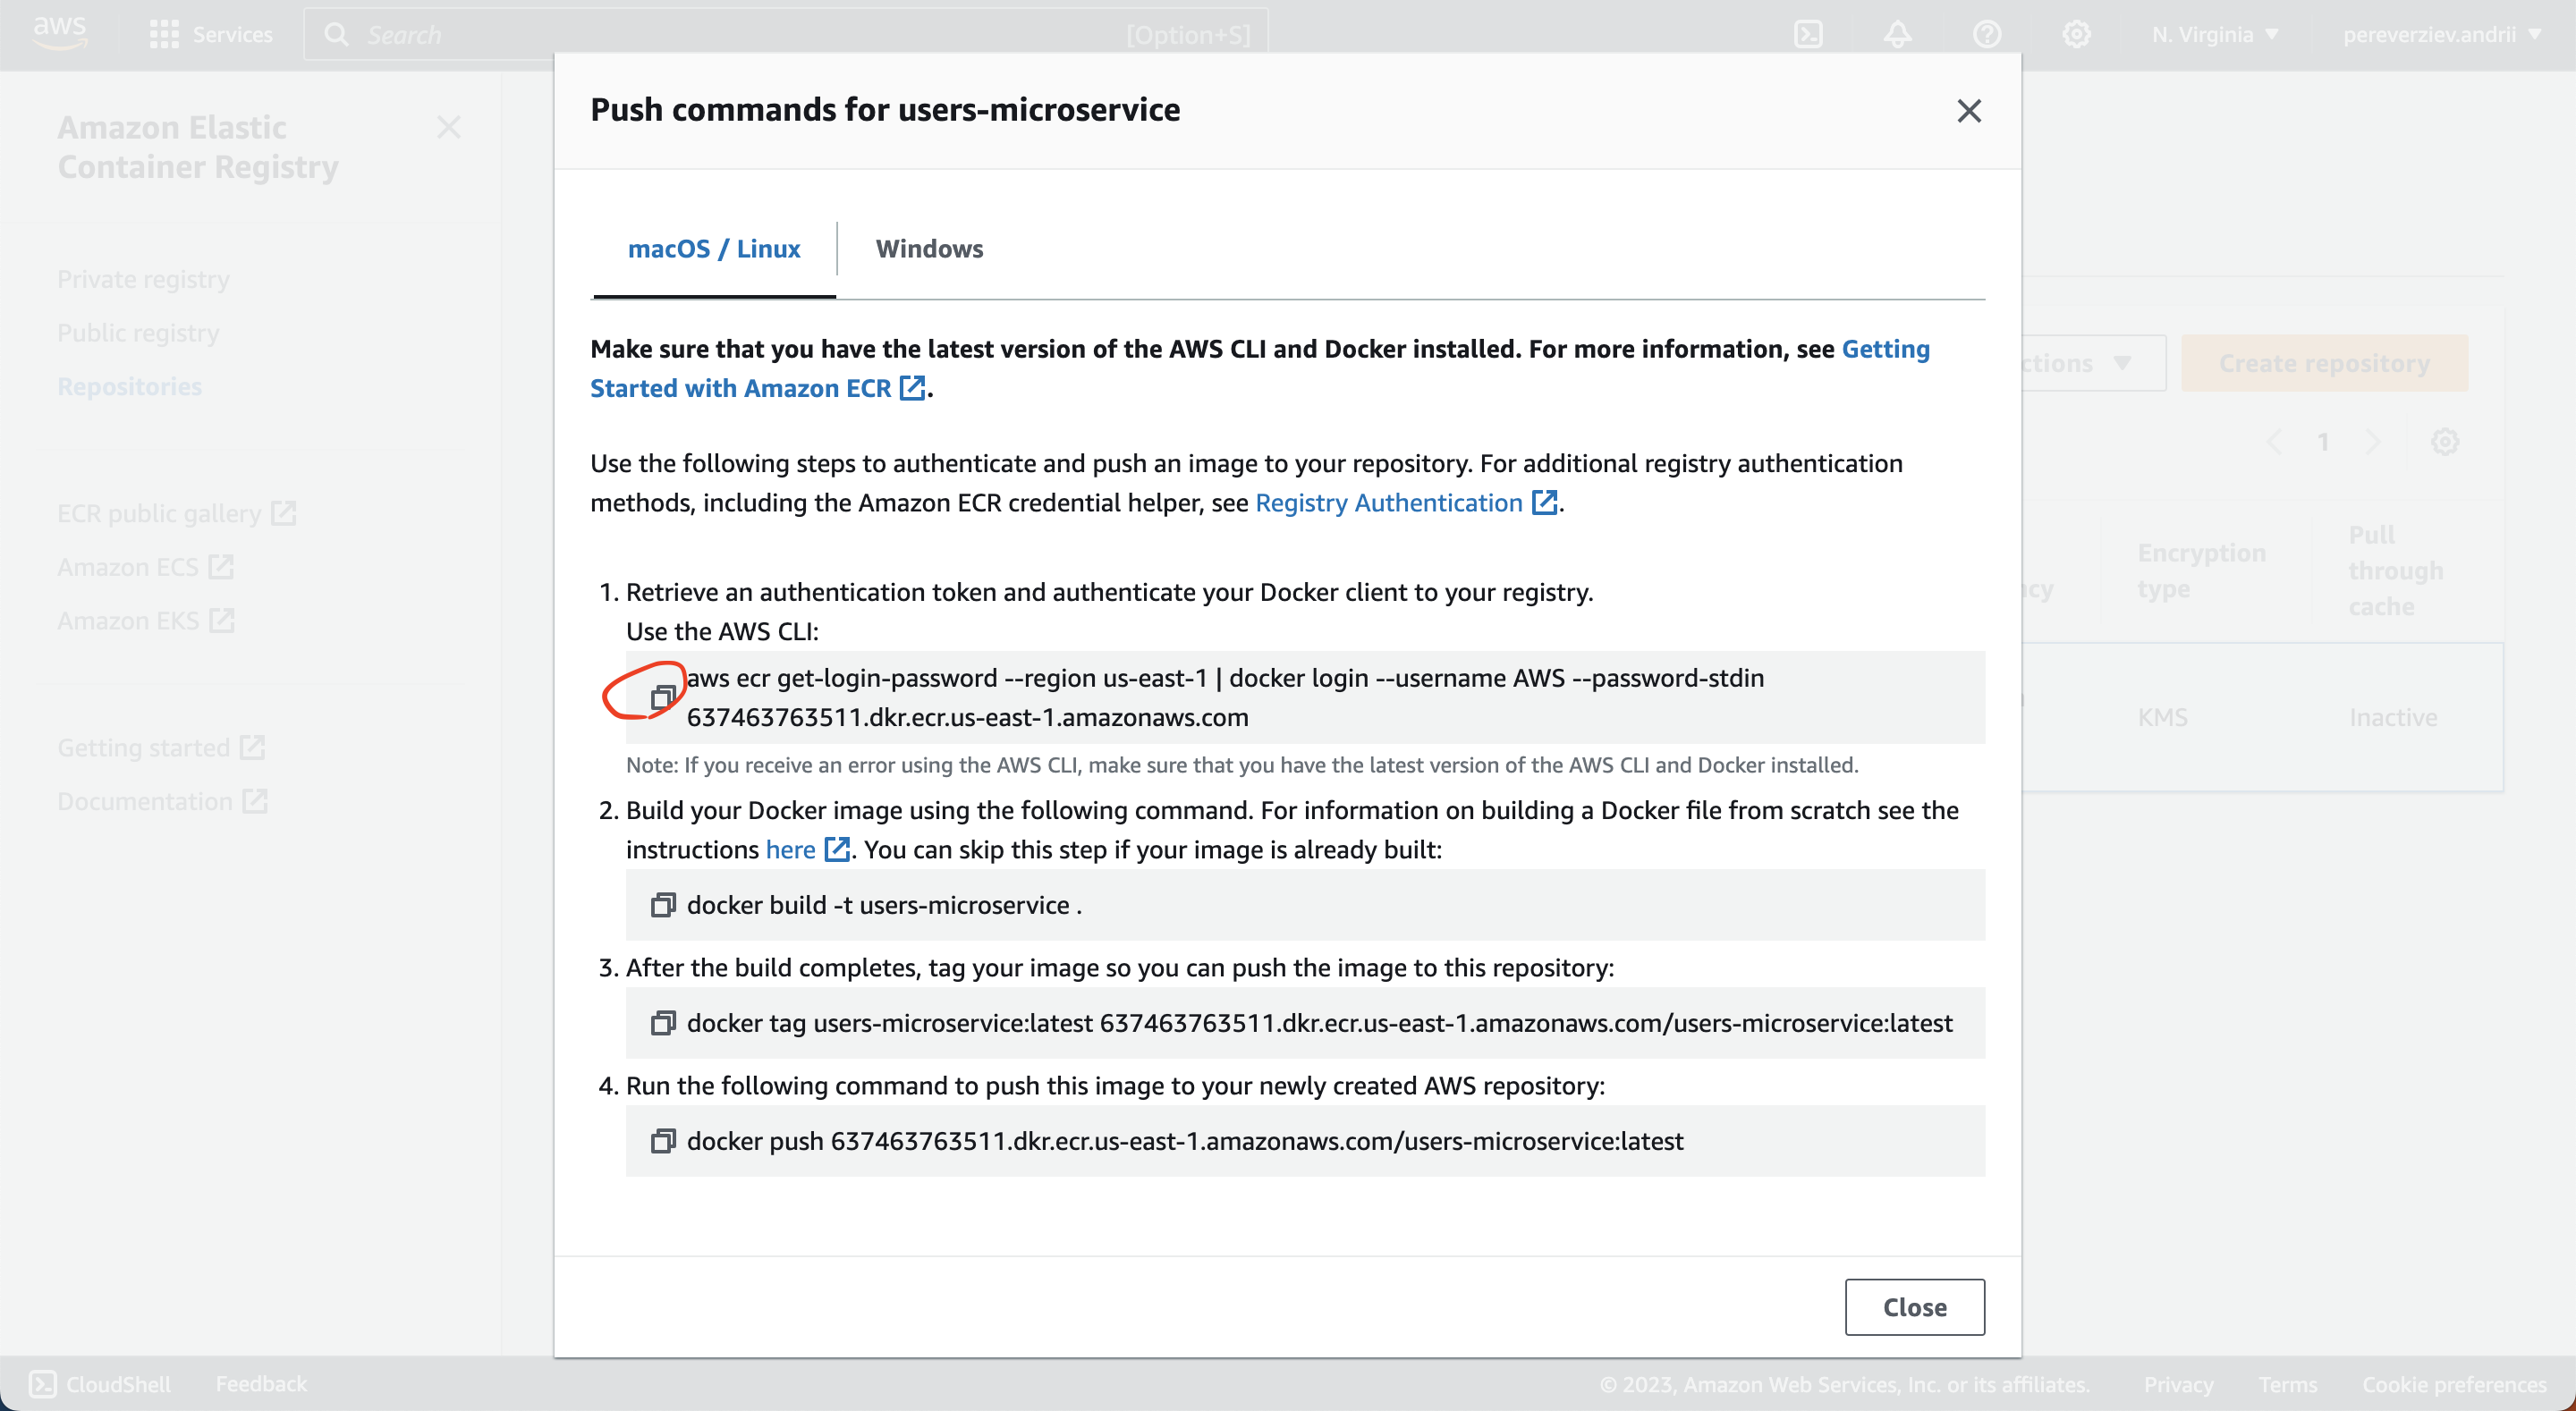 aws
Services
Search
[Option+S]
N. Virginia
pereverziev.andrii
Amazon Elastic
Container Registry
Private registry
Public registry
Repositories
ECR public gallery
Amazon ECS
Amazon EKS
Getting started
Documentation
Push commands for users-microservice
macOS / Linux
Windows
Make sure that you have the latest version of the AWS CLI and Docker installed. For more information, see Getting
Started with Amazon ECR.
Use the following steps to authenticate and push an image to your repository. For additional registry authentication
methods, including the Amazon ECR credential helper, see Registry Authentication.
1. Retrieve an authentication token and authenticate your Docker client to your registry.
Use the AWS CLI:
aws ecr get-login-password --region us-east-1 | docker login --username AWS --password-stdin
637463763511.dkr.ecr.us-east-1.amazonaws.com
Note: If you receive an error using the AWS CLI, make sure that you have the latest version of the AWS CLI and Docker installed.
2. Build your Docker image using the following command. For information on building a Docker file from scratch see the
instructions here. You can skip this step if your image is already built:
docker build -t users-microservice .
3. After the build completes, tag your image so you can push the image to this repository:
docker tag users-microservice:latest 637463763511.dkr.ecr.us-east-1.amazonaws.com/users-microservice:latest
4. Run the following command to push this image to your newly created AWS repository:
docker push 637463763511.dkr.ecr.us-east-1.amazonaws.com/users-microservice:latest
Close
ctions
Create repository
1
cy
Encryption
type
Pull
through
cache
KMS
Inactive
CloudShell
Feedback
© 2023, Amazon Web Services, Inc. or its affiliates.
Privacy
Terms
Cookie preferences